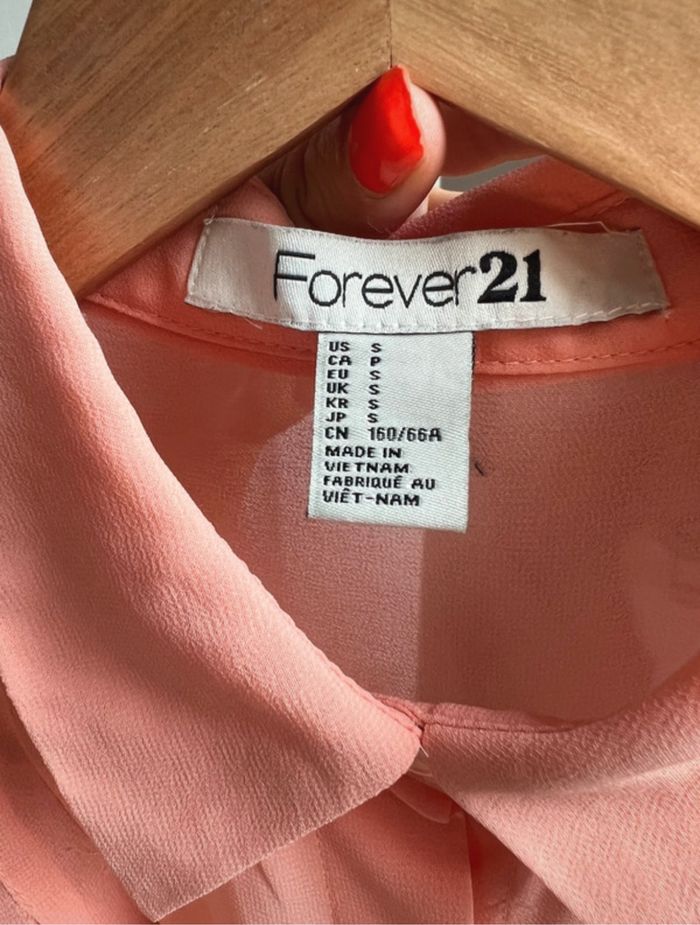 Forever21
US S
CA P
EU S
UK S
KR S
JP S
CN 160/66A
MADE IN
VIETNAM
FABRIQUÉ AU
VIÊT-NAM